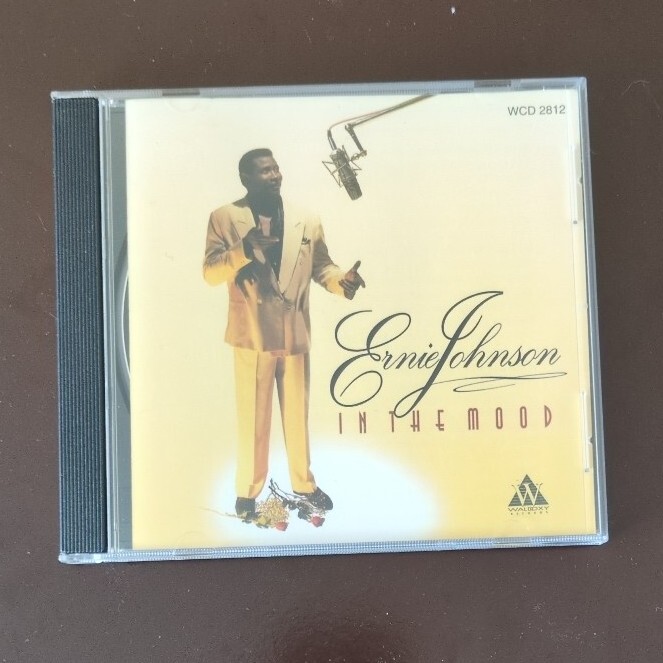 WCD 2812
Ernie Johnson
IN THE MOOD
W
WALDOXY
RECORDS